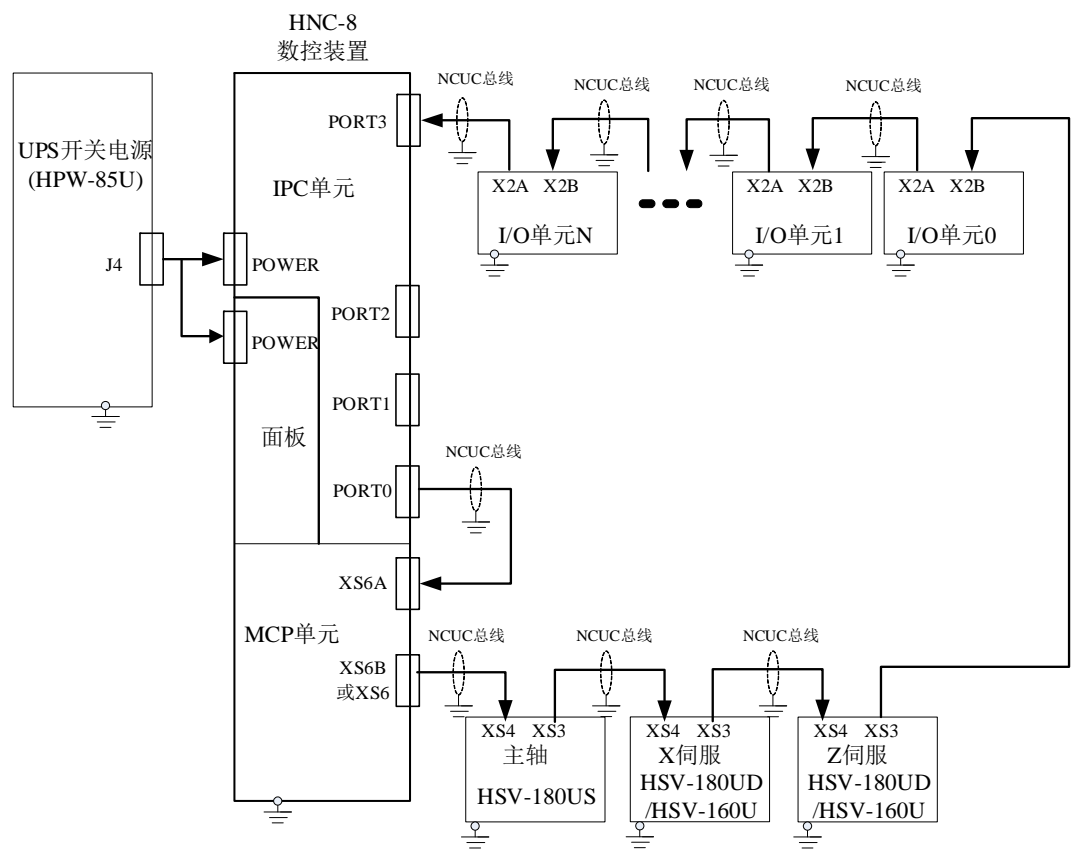 HNC-8
数控装置
UPS开关电源
(HPW-85U)
J4
POWER
POWER
IPC单元
面板
MCP单元
PORT3
PORT2
PORT1
PORT0
XS6A
XS6B
或XS6
NCUC总线
NCUC总线
NCUC总线
NCUC总线
X2A X2B
I/O单元N
X2A X2B
I/O单元1
X2A X2B
I/O单元0
NCUC总线
NCUC总线
NCUC总线
NCUC总线
XS4 XS3
主轴
HSV-180US
XS4 XS3
X伺服
HSV-180UD
/HSV-160U
XS4 XS3
Z伺服
HSV-180UD
/HSV-160U